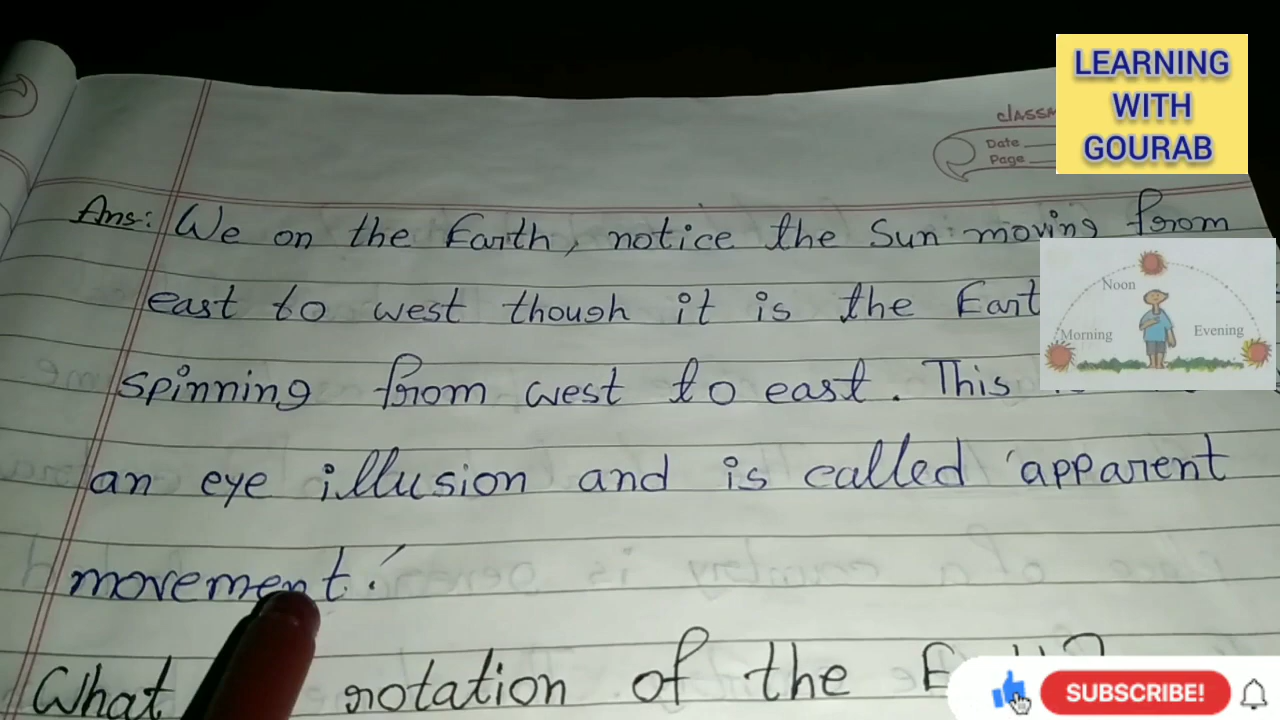 LEARNING
WITH
GOURAB
classm
Date
Page
Ans: We on the Earth, notice the Sun moving from
east to west though it is the Eart
spinning from west to east. This
an eye illusion and is called 'apparent
movement.'
What rotation of the
Noon
Morning
Evening
SUBSCRIBE!